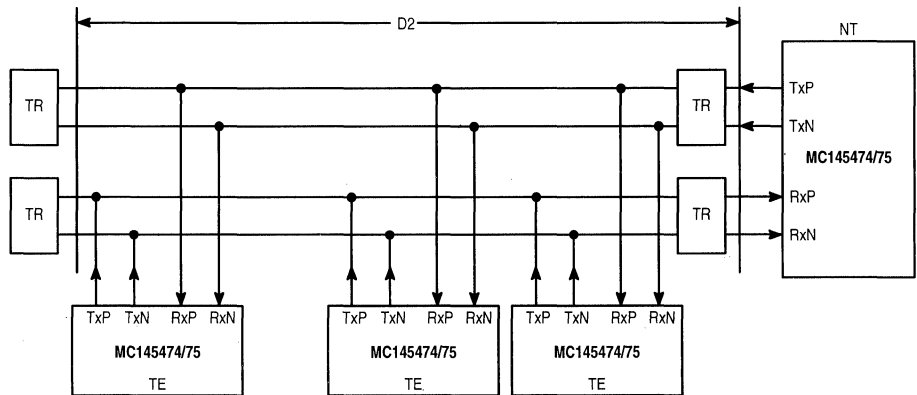 D2
NT
TR
TR
TxP
TxN
MC145474/75
TR
TR
RxP
RxN
TxP TxN RxP RxN
MC145474/75
TE
TxP TxN RxP RxN
MC145474/75
TE
TxP TxN RxP RxN
MC145474/75
TE